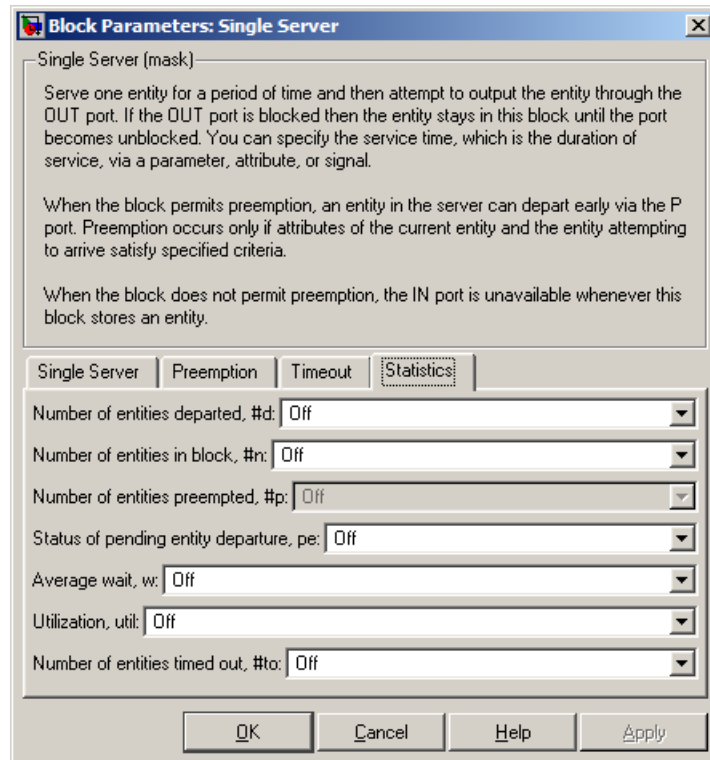 Block Parameters: Single Server
Single Server (mask)
Serve one entity for a period of time and then attempt to output the entity through the
OUT port. If the OUT port is blocked then the entity stays in this block until the port
becomes unblocked. You can specify the service time, which is the duration of
service, via a parameter, attribute, or signal.
When the block permits preemption, an entity in the server can depart early via the P
port. Preemption occurs only if attributes of the current entity and the entity attempting
to arrive satisfy specified criteria.
When the block does not permit preemption, the IN port is unavailable whenever this
block stores an entity.
Single Server Preemption Timeout Statistics
Number of entities departed, #d: Off
Number of entities in block, #n: Off
Number of entities preempted, #p: Off
Status of pending entity departure, pe: Off
Average wait, w: Off
Utilization, util: Off
Number of entities timed out, #to: Off
OK Cancel Help Apply